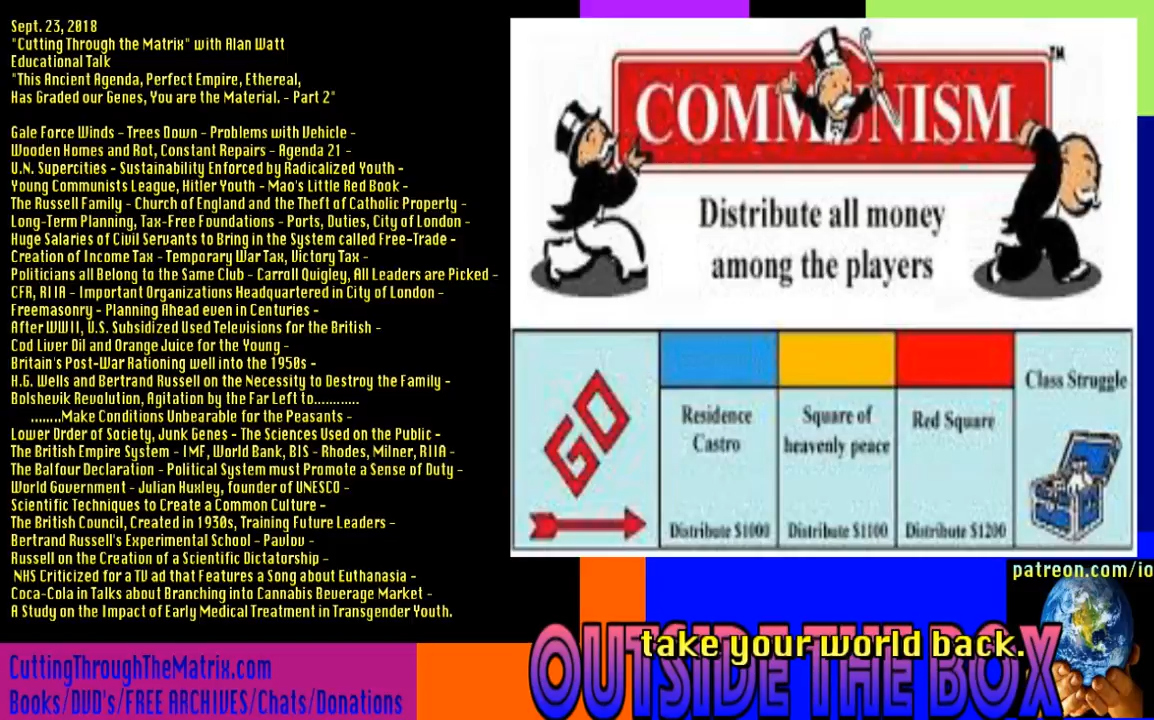 Sept. 23, 2018
"Cutting Through the Matrix" with Alan Watt
Educational Talk
"This Ancient Agenda, Perfect Empire, Ethereal,
Has Graded our Genes, You are the Material. - Part 2"
Gale Force Winds - Trees Down - Problems with Vehicle -
Wooden Homes and Rot, Constant Repairs - Agenda 21 -
U.N. Supercities - Sustainability Enforced by Radicalized Youth -
Young Communists League, Hitler Youth - Mao's Little Red Book -
The Russell Family - Church of England and the Theft of Catholic Property -
Long-Term Planning, Tax-Free Foundations - Ports, Duties, City of London -
Huge Salaries of Civil Servants to Bring in the System called Free-Trade -
Creation of Income Tax - Temporary War Tax, Victory Tax -
Politicians all Belong to the Same Club - Carroll Quigley, All Leaders are Picked -
CFR, RIIA - Important Organizations Headquartered in City of London -
Freemasonry - Planning Ahead even in Centuries -
After WWII, U.S. Subsidized Used Televisions for the British -
Cod Liver Oil and Orange Juice for the Young -
Britain's Post-War Rationing well into the 1950s -
H.G. Wells and Bertrand Russell on the Necessity to Destroy the Family -
Bolshevik Revolution, Agitation by the Far Left to............
........Make Conditions Unbearable for the Peasants -
Lower Order of Society, Junk Genes - The Sciences Used on the Public -
The British Empire System - IMF, World Bank, BIS - Rhodes, Milner, RIIA -
The Balfour Declaration - Political System must Promote a Sense of Duty -
World Government - Julian Huxley, founder of UNESCO -
Scientific Techniques to Create a Common Culture -
The British Council, Created in 1930s, Training Future Leaders -
Bertrand Russell's Experimental School - Pavlov -
Russell on the Creation of a Scientific Dictatorship -
NHS Criticized for a TV ad that Features a Song about Euthanasia -
Coca-Cola in Talks about Branching into Cannabis Beverage Market -
A Study on the Impact of Early Medical Treatment in Transgender Youth.
CuttingThroughTheMatrix.com
Books/DVD's/FREE ARCHIVES/Chats/Donations
COMMUNISM
TM
Distribute all money
among the players
GO
Residence
Castro
Distribute $1000
Square of
heavenly peace
Distribute $1100
Red Square
Distribute $1200
Class Struggle
patreon.com/io
OUTSIDE THE BOX
take your world back.